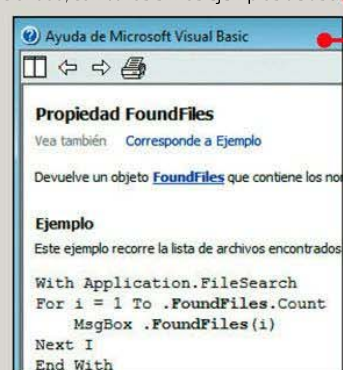 Ayuda de Microsoft Visual Basic
Propiedad FoundFiles
Vea también Corresponde a Ejemplo
Devuelve un objeto FoundFiles que contiene los
Ejemplo
Este ejemplo recorre la lista de archivos encontrados
With Application.FileSearch
For i = 1 To .FoundFiles.Count
MsgBox .FoundFiles(i)
Next I
End With